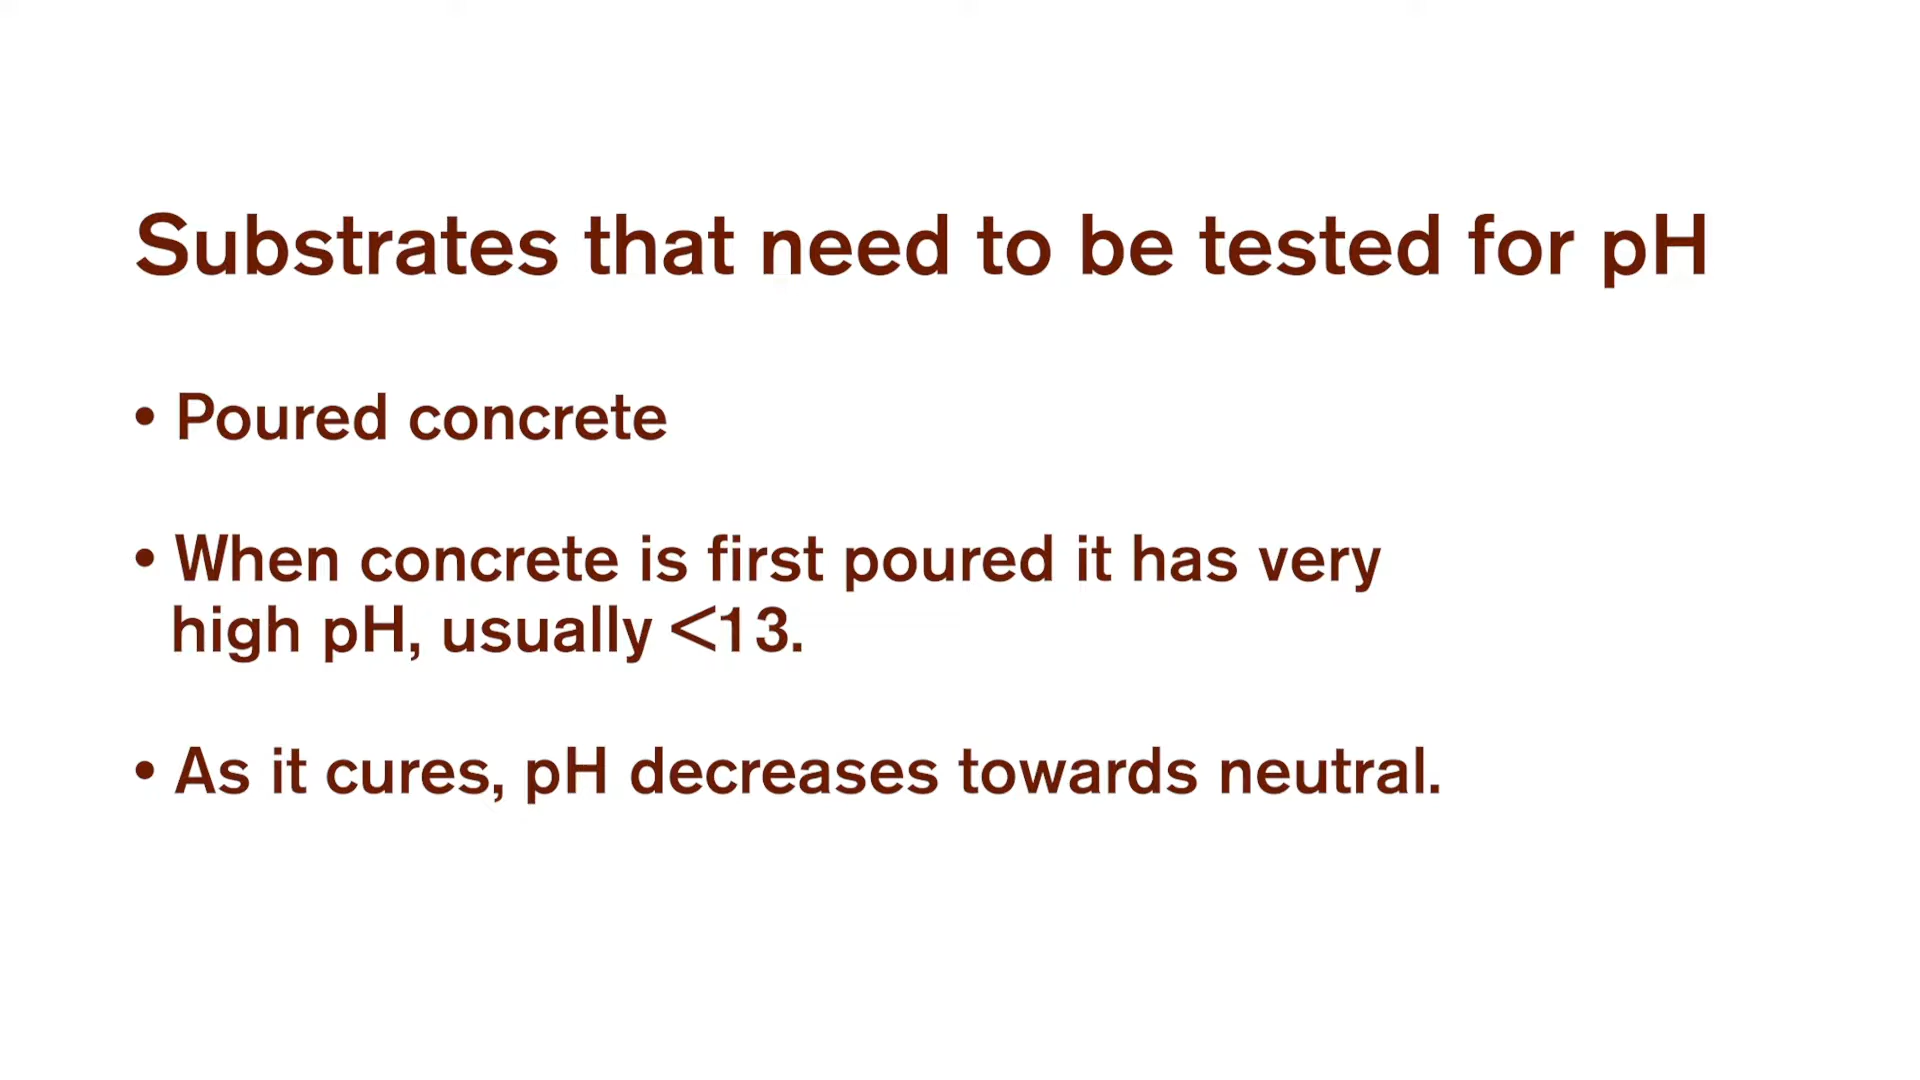 Substrates that need to be tested for pH
• Poured concrete
• When concrete is first poured it has very
high pH, usually <13.
• As it cures, pH decreases towards neutral.